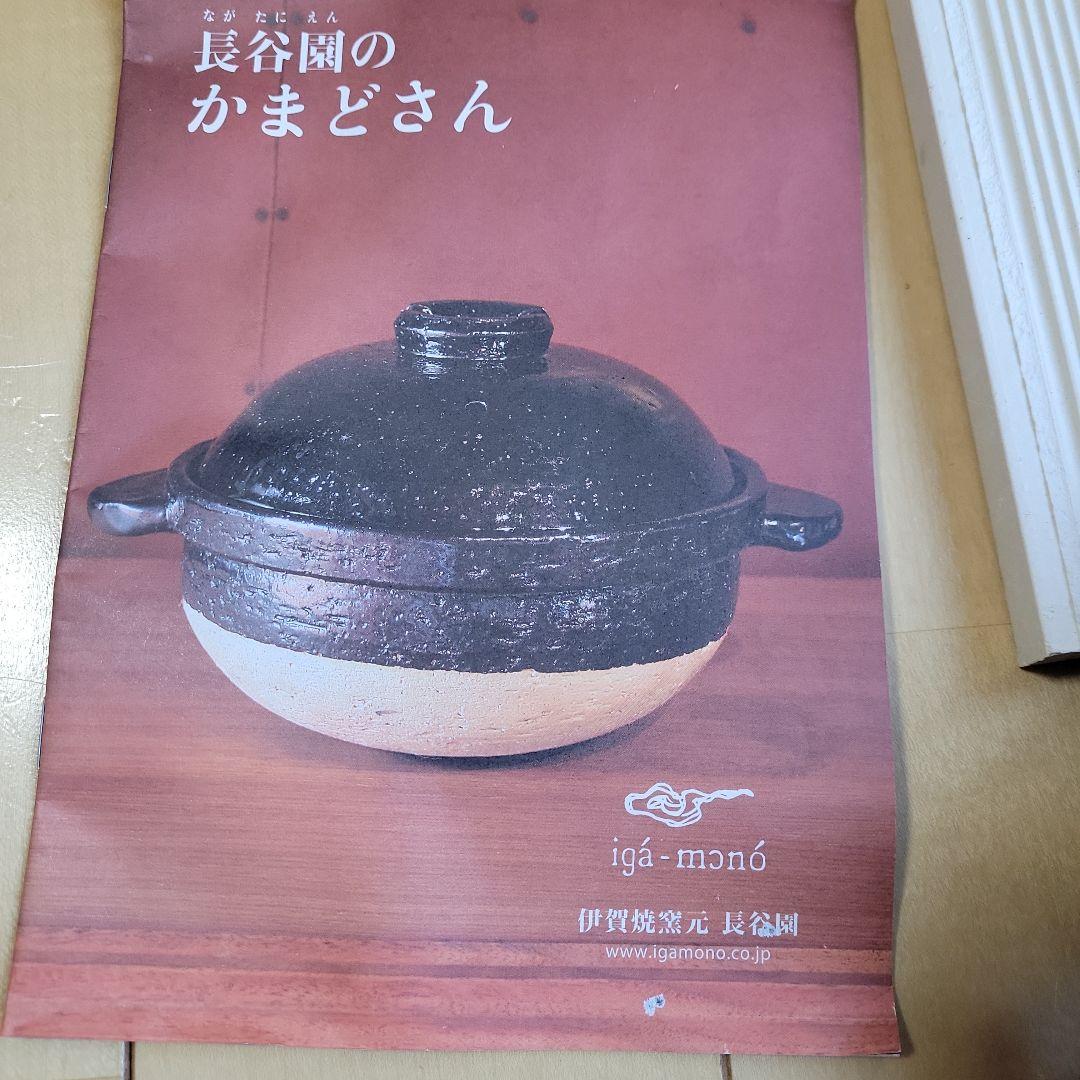 ながたにえん
長谷園の
かまどさん
igá-mɔnó
伊賀焼窯元 長谷園
www.igamono.co.jp